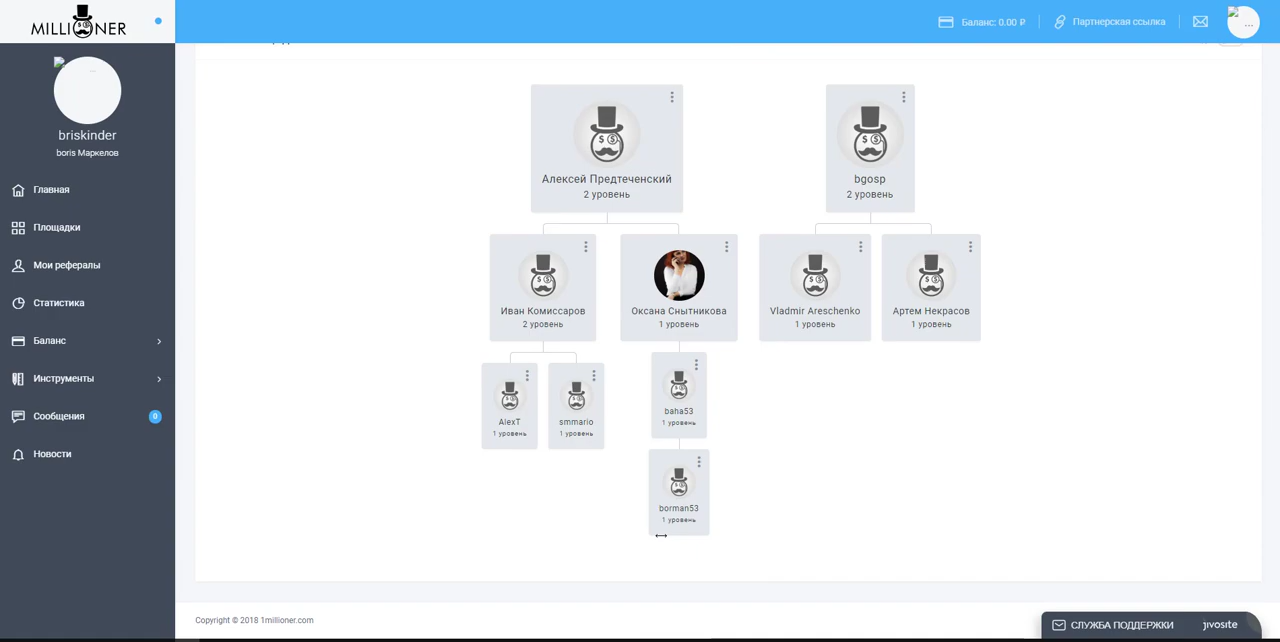 MILLIONER
Баланс: 0.00 ₽
Партнерская ссылка
...
briskinder
boris Маркелов
Главная
Площадки
Мои рефералы
Статистика
Баланс
Инструменты
Сообщения
0
Новости
Алексей Предтеченский
2 уровень
bgosp
2 уровень
Иван Комиссаров
2 уровень
Оксана Снытникова
1 уровень
Vladmir Areschenko
1 уровень
Артем Некрасов
1 уровень
AlexT
1 уровень
smmario
1 уровень
baha53
1 уровень
borman53
1 уровень
Copyright © 2018 1millioner.com
СЛУЖБА ПОДДЕРЖКИ
jivosite